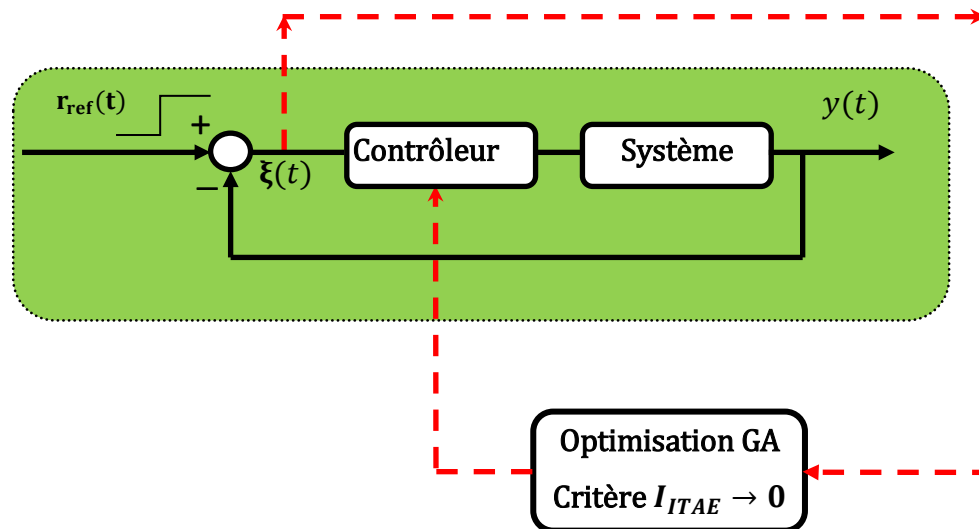 r_ref(t)
y(t)
+
Contrôleur
Système
ξ(t)
−
Optimisation GA
Critère I_ITAE → 0